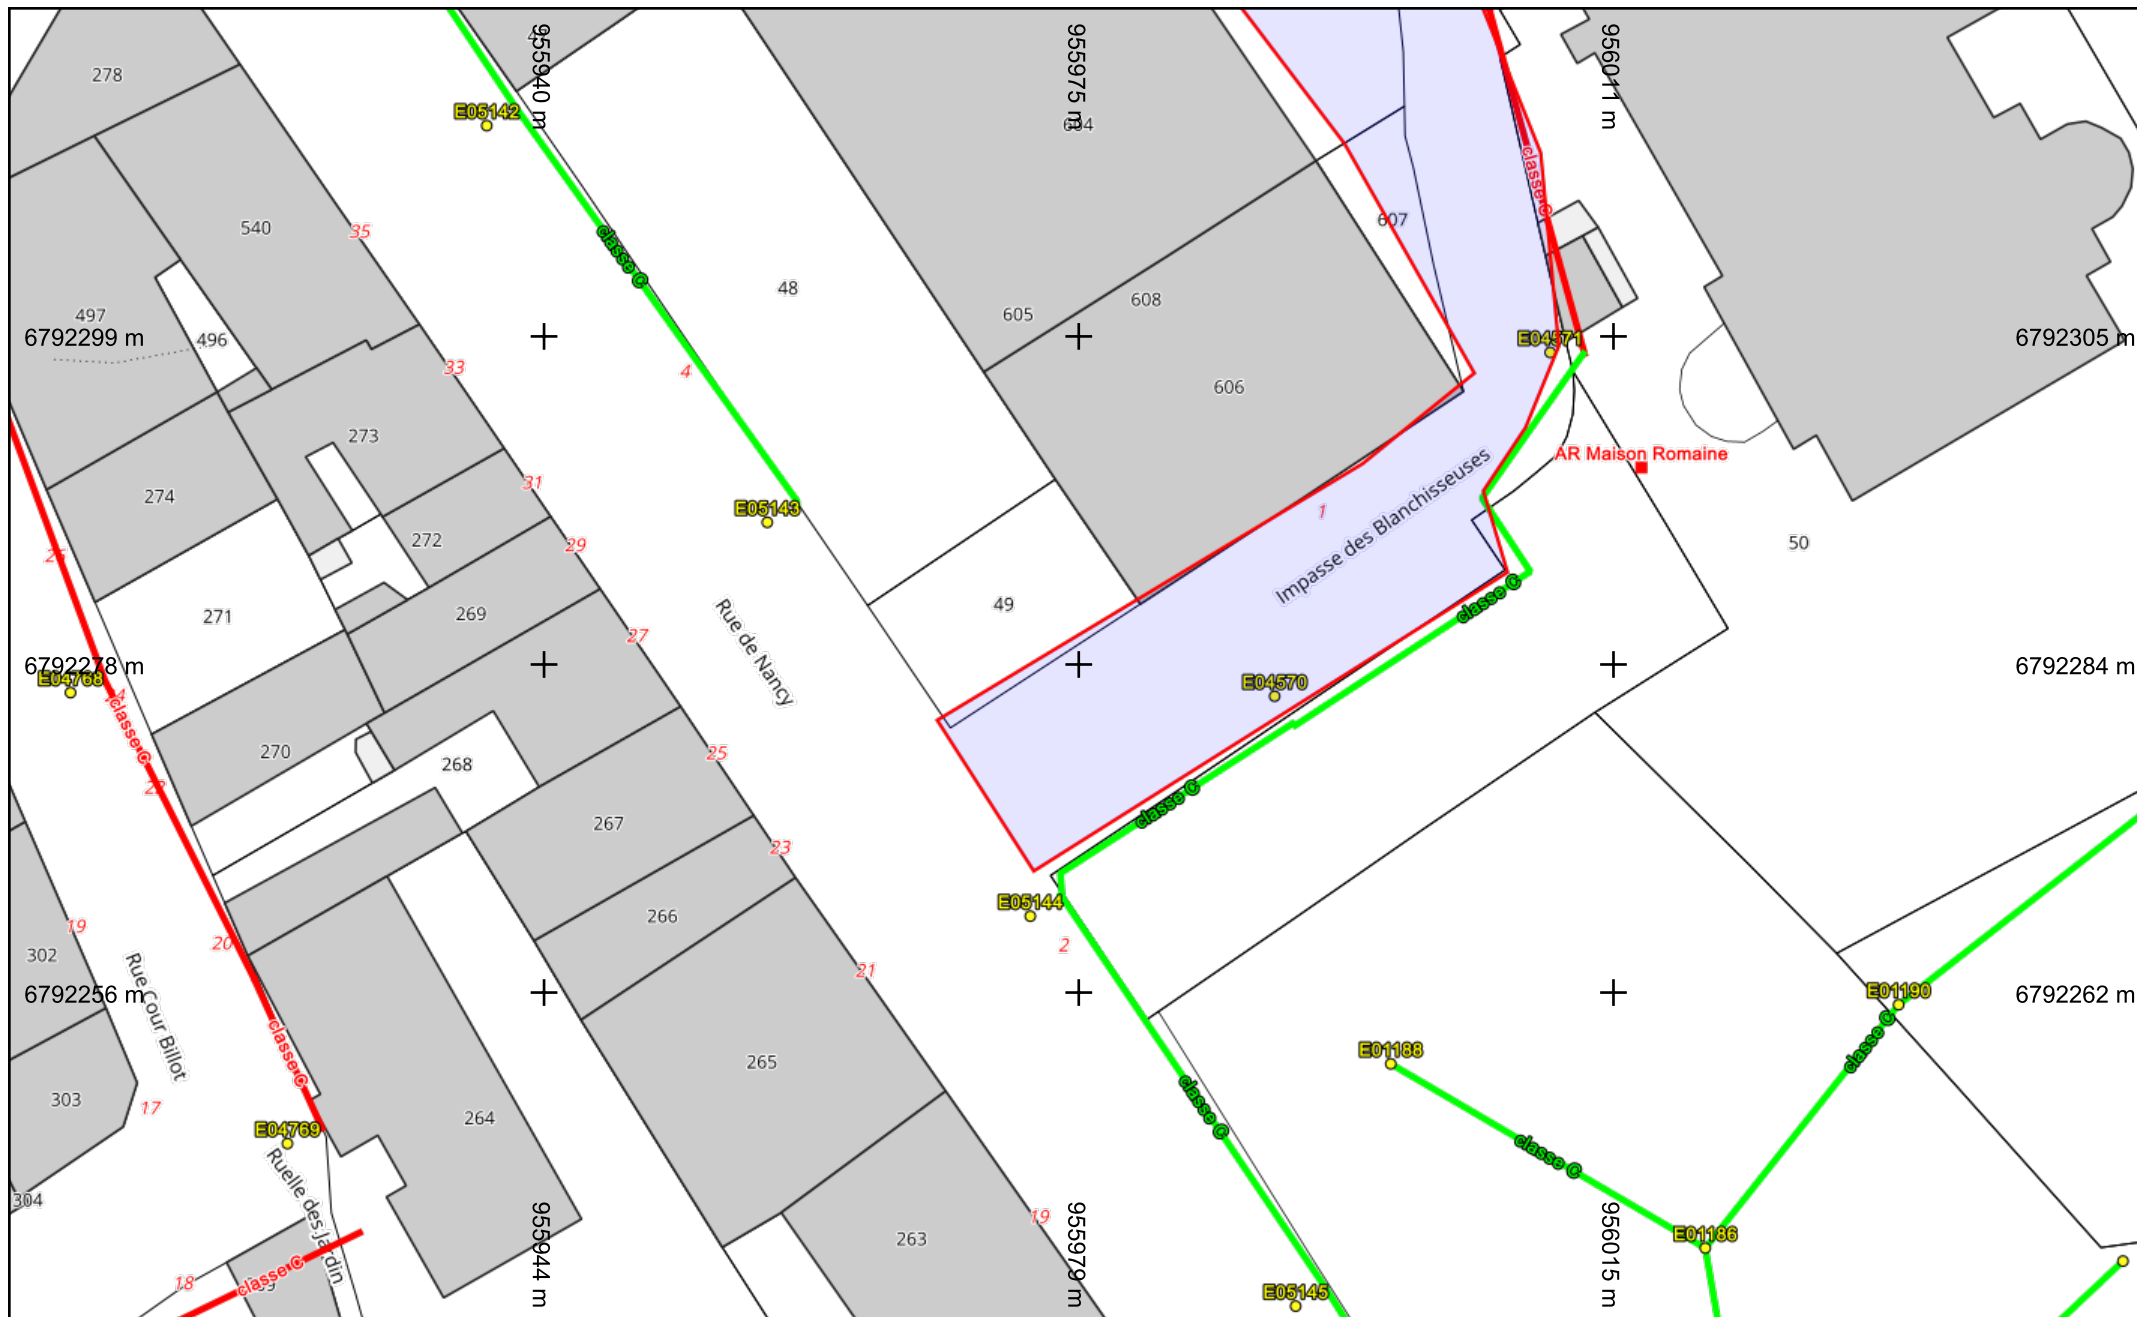 955940 m
955975 m
956011 m
278
E05142
604
classe C
540
35
607
classe C
48
608
605
497
496
6792299 m
E04571
6792305 m
33
4
606
273
AR Maison Romaine
31
274
1
Impasse des Blanchisseuses
E05143
272
29
50
26
271
269
49
classe C
27
Rue de Nancy
6792278 m
E04768
E04570
6792284 m
classe C
270
268
25
22
classe C
267
23
266
E05144
19
20
2
302
21
Rue Cour Billot
6792256 m
E01190
6792262 m
classe C
classe C
E01188
265
303
17
classe C
264
E04769
classe C
304
Ruelle des Jardin
19
E01186
263
18
classe C
E05145
955944 m
955979 m
956015 m